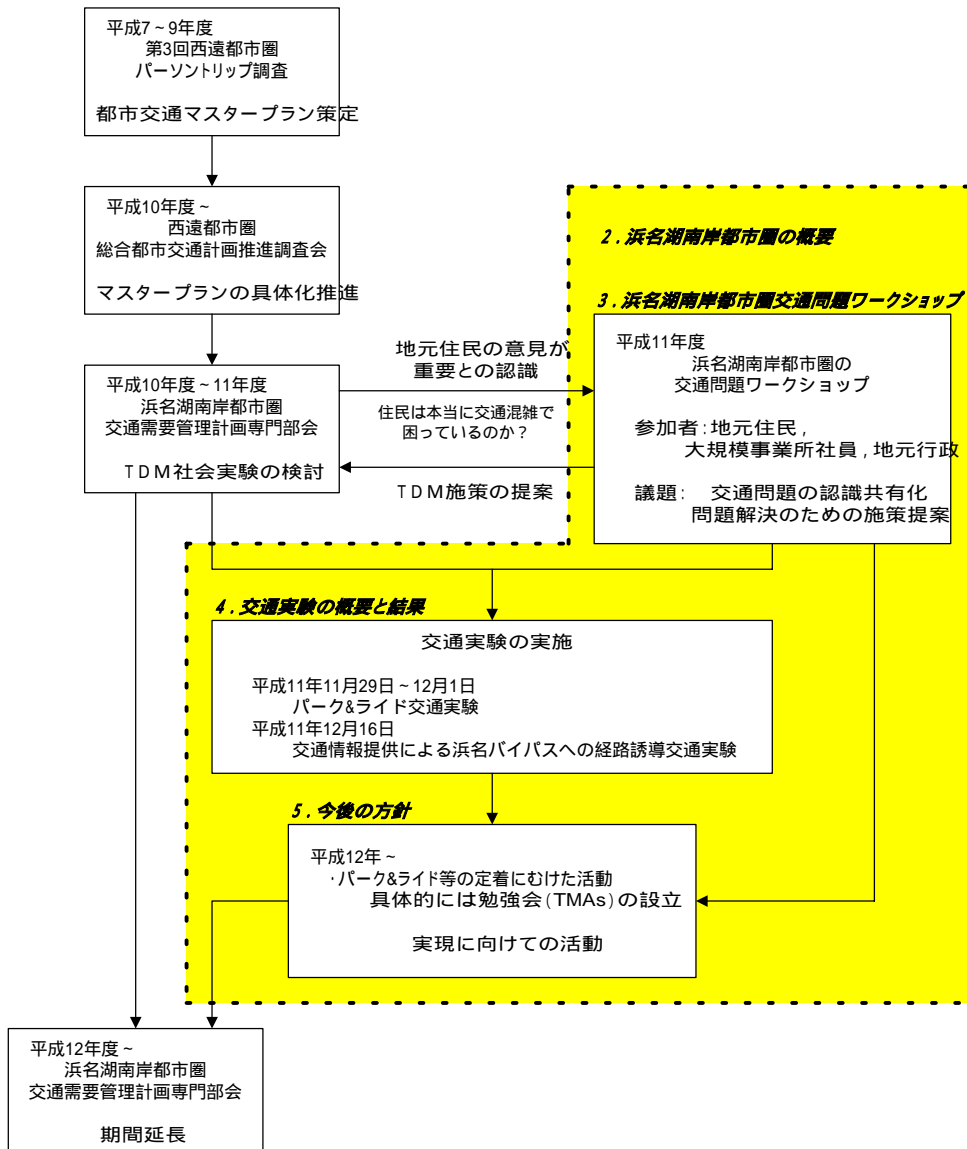 平成7~9年度
第3回西遠都市圏
パーソントリップ調査
都市交通マスタープラン策定
平成10年度~
西遠都市圏
総合都市交通計画推進調査会
マスタープランの具体化推進
平成10年度~11年度
浜名湖南岸都市圏
交通需要管理計画専門部会
TDM社会実験の検討
地元住民の意見が
重要との認識
住民は本当に交通混雑で
困っているのか?
TDM施策の提案
2.浜名湖南岸都市圏の概要
3.浜名湖南岸都市圏交通問題ワークショップ
平成11年度
浜名湖南岸都市圏の
交通問題ワークショップ
参加者:地元住民,
大規模事業所社員,地元行政
議題: 交通問題の認識共有化
問題解決のための施策提案
4.交通実験の概要と結果
交通実験の実施
平成11年11月29日~12月1日
パーク&ライド交通実験
平成11年12月16日
交通情報提供による浜名バイパスへの経路誘導交通実験
5.今後の方針
平成12年~
・パーク&ライド等の定着にむけた活動
具体的には勉強会(TMAs)の設立
実現に向けての活動
平成12年度~
浜名湖南岸都市圏
交通需要管理計画専門部会
期間延長